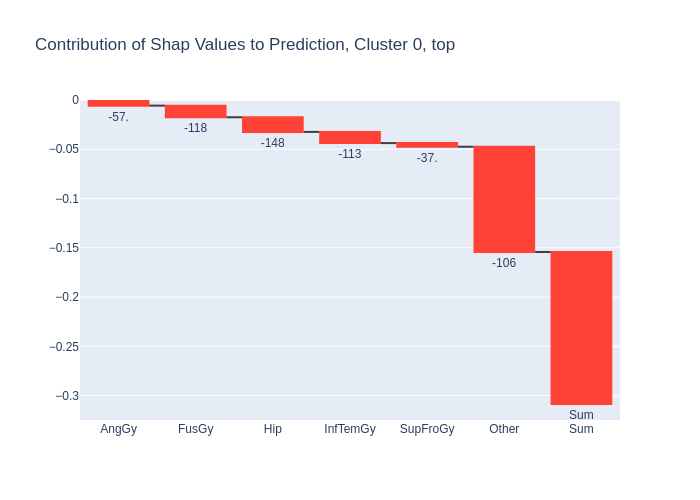 Contribution of Shap Values to Prediction, Cluster 0, top
0
−0.05
−0.1
−0.15
−0.2
−0.25
−0.3
-57.
-118
-148
-113
-37.
-106
Sum
AngGy
FusGy
Hip
InfTemGy
SupFroGy
Other
Sum